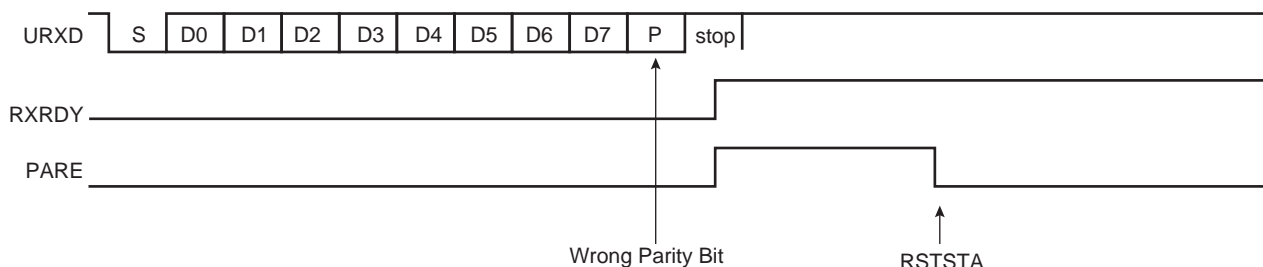 URXD S D0 D1 D2 D3 D4 D5 D6 D7 P stop
RXRDY
PARE
Wrong Parity Bit RSTSTA